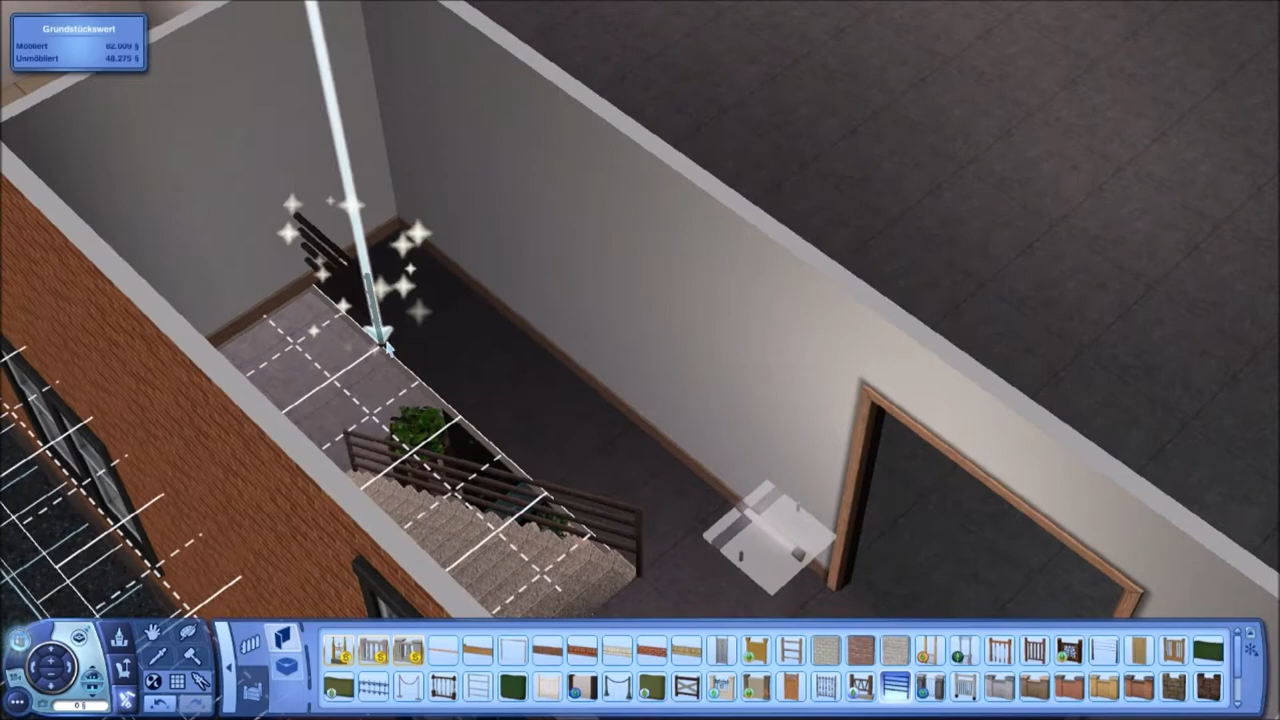 Grundstückswert
Möbliert 62.009 §
Unmöbliert 48.275 §
0 §